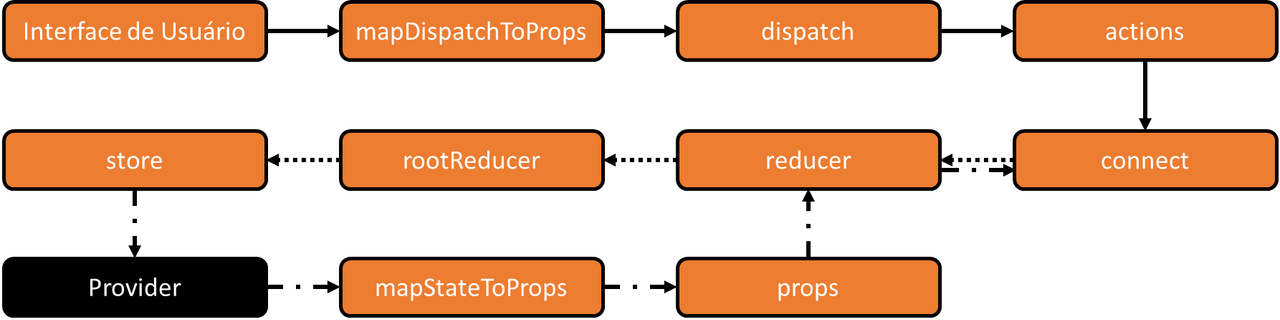 Interface de Usuário
mapDispatchToProps
dispatch
actions
store
rootReducer
reducer
connect
Provider
mapStateToProps
props